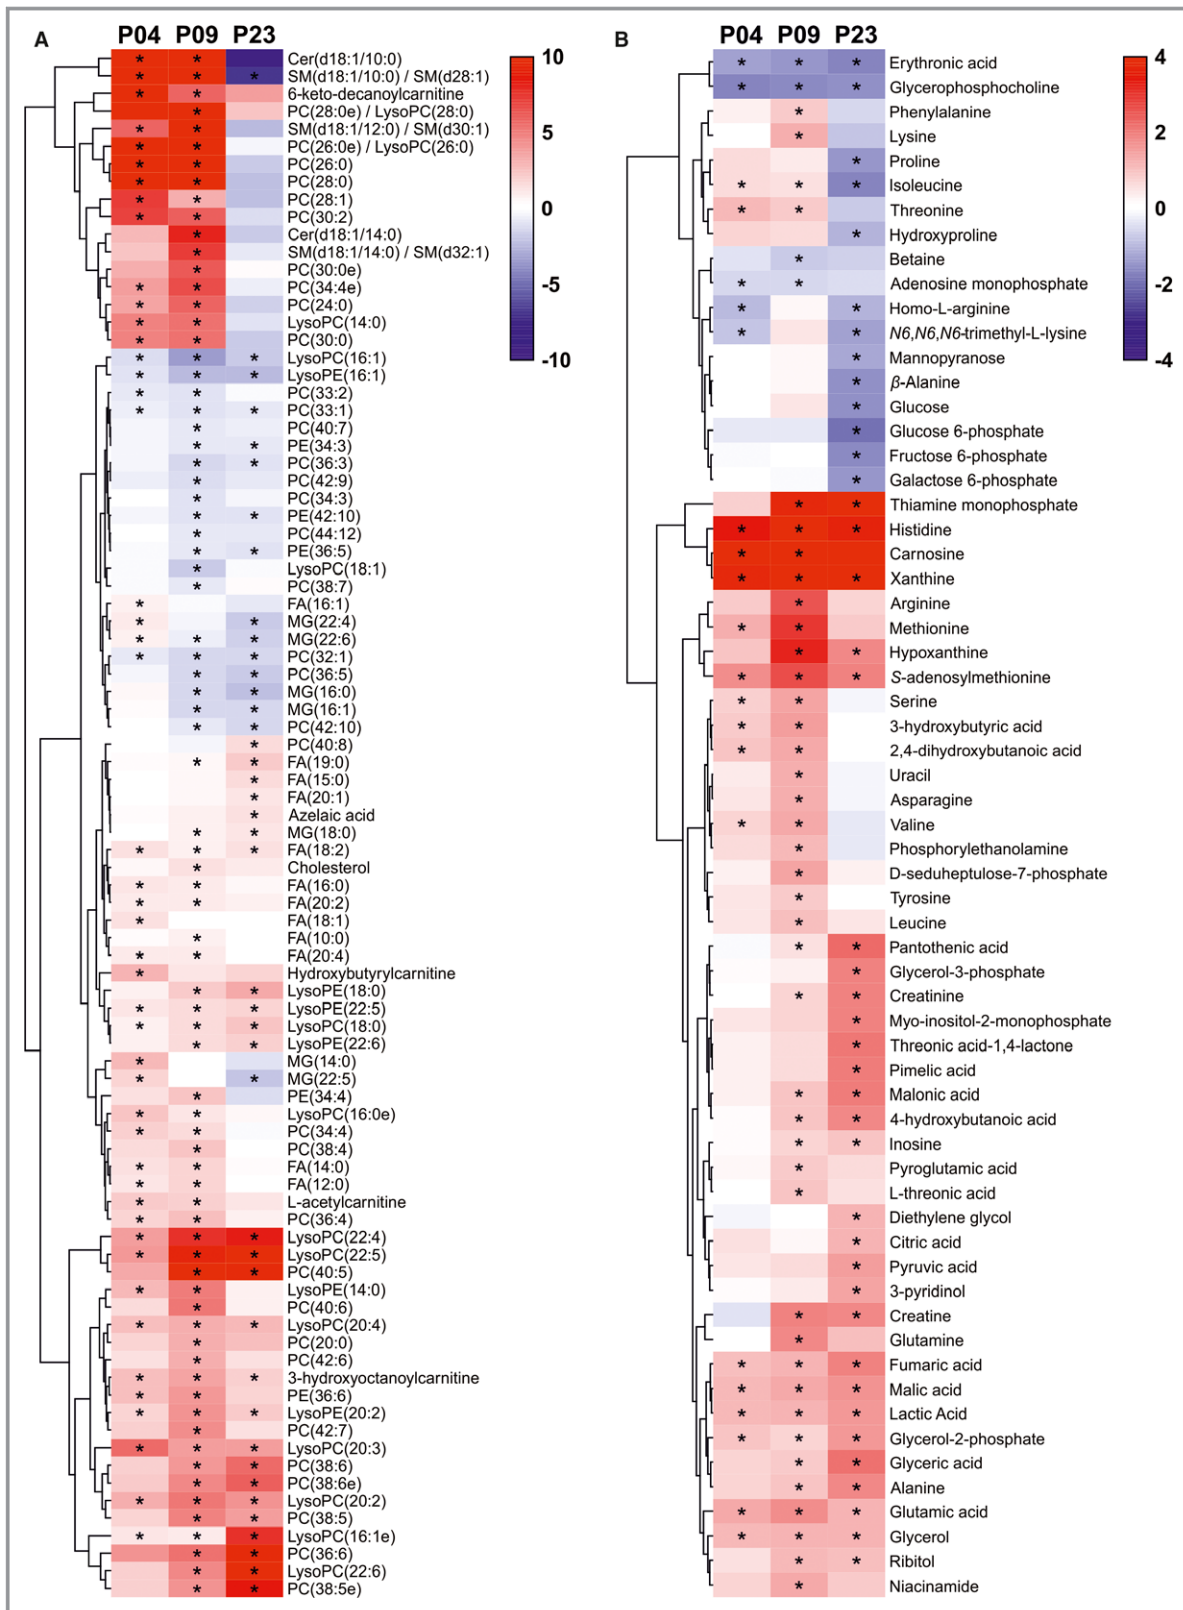 A
P04 P09 P23
Cer(d18:1/10:0)
SM(d18:1/10:0) / SM(d28:1)
6-keto-decanoylcarnitine
PC(28:0e) / LysoPC(28:0)
SM(d18:1/12:0) / SM(d30:1)
PC(26:0e) / LysoPC(26:0)
PC(26:0)
PC(28:0)
PC(28:1)
PC(30:2)
Cer(d18:1/14:0)
SM(d18:1/14:0) / SM(d32:1)
PC(30:0e)
PC(34:4e)
PC(24:0)
LysoPC(14:0)
PC(30:0)
LysoPC(16:1)
LysoPE(16:1)
PC(33:2)
PC(33:1)
PC(40:7)
PE(34:3)
PC(36:3)
PC(42:9)
PC(34:3)
PE(42:10)
PC(44:12)
PE(36:5)
LysoPC(18:1)
PC(38:7)
FA(16:1)
MG(22:4)
MG(22:6)
PC(32:1)
PC(36:5)
MG(16:0)
MG(16:1)
PC(42:10)
PC(40:8)
FA(19:0)
FA(15:0)
FA(20:1)
Azelaic acid
MG(18:0)
FA(18:2)
Cholesterol
FA(16:0)
FA(20:2)
FA(18:1)
FA(10:0)
FA(20:4)
Hydroxybutyrylcarnitine
LysoPE(18:0)
LysoPE(22:5)
LysoPC(18:0)
LysoPE(22:6)
MG(14:0)
MG(22:5)
PE(34:4)
LysoPC(16:0e)
PC(34:4)
PC(38:4)
FA(14:0)
FA(12:0)
L-acetylcarnitine
PC(36:4)
LysoPC(22:4)
LysoPC(22:5)
PC(40:5)
LysoPE(14:0)
PC(40:6)
LysoPC(20:4)
PC(20:0)
PC(42:6)
3-hydroxyoctanoylcarnitine
PE(36:6)
LysoPE(20:2)
PC(42:7)
LysoPC(20:3)
PC(38:6)
PC(38:6e)
LysoPC(20:2)
PC(38:5)
LysoPC(16:1e)
PC(36:6)
LysoPC(22:6)
PC(38:5e)
10
5
0
-5
-10
B
P04 P09 P23
Erythronic acid
Glycerophosphocholine
Phenylalanine
Lysine
Proline
Isoleucine
Threonine
Hydroxyproline
Betaine
Adenosine monophosphate
Homo-L-arginine
N6,N6,N6-trimethyl-L-lysine
Mannopyranose
β-Alanine
Glucose
Glucose 6-phosphate
Fructose 6-phosphate
Galactose 6-phosphate
Thiamine monophosphate
Histidine
Carnosine
Xanthine
Arginine
Methionine
Hypoxanthine
S-adenosylmethionine
Serine
3-hydroxybutyric acid
2,4-dihydroxybutanoic acid
Uracil
Asparagine
Valine
Phosphorylethanolamine
D-seduheptulose-7-phosphate
Tyrosine
Leucine
Pantothenic acid
Glycerol-3-phosphate
Creatinine
Myo-inositol-2-monophosphate
Threonic acid-1,4-lactone
Pimelic acid
Malonic acid
4-hydroxybutanoic acid
Inosine
Pyroglutamic acid
L-threonic acid
Diethylene glycol
Citric acid
Pyruvic acid
3-pyridinol
Creatine
Glutamine
Fumaric acid
Malic acid
Lactic Acid
Glycerol-2-phosphate
Glyceric acid
Alanine
Glutamic acid
Glycerol
Ribitol
Niacinamide
4
2
0
-2
-4